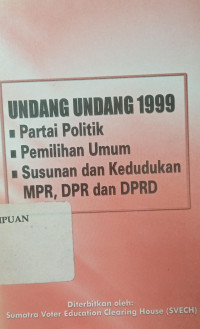 UNDANG UNDANG 1999
▪ Partai Politik
▪ Pemilihan Umum
▪ Susunan dan Kedudukan
MPR, DPR dan DPRD
PUAN
Diterbitkan oleh:
Sumatra Voter Education Clearing House (SVECH)